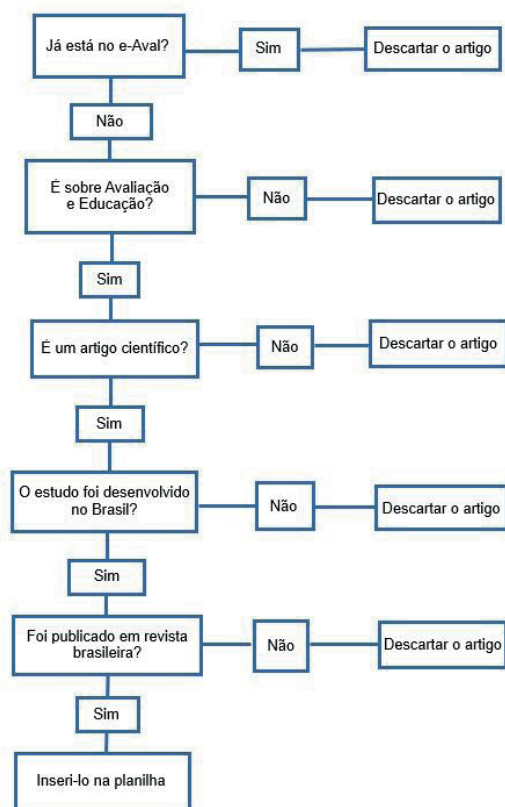 Já está no e-Aval?
Sim
Descartar o artigo
Não
É sobre Avaliação
e Educação?
Não
Descartar o artigo
Sim
É um artigo científico?
Não
Descartar o artigo
Sim
O estudo foi desenvolvido
no Brasil?
Não
Descartar o artigo
Sim
Foi publicado em revista
brasileira?
Não
Descartar o artigo
Sim
Inseri-lo na planilha